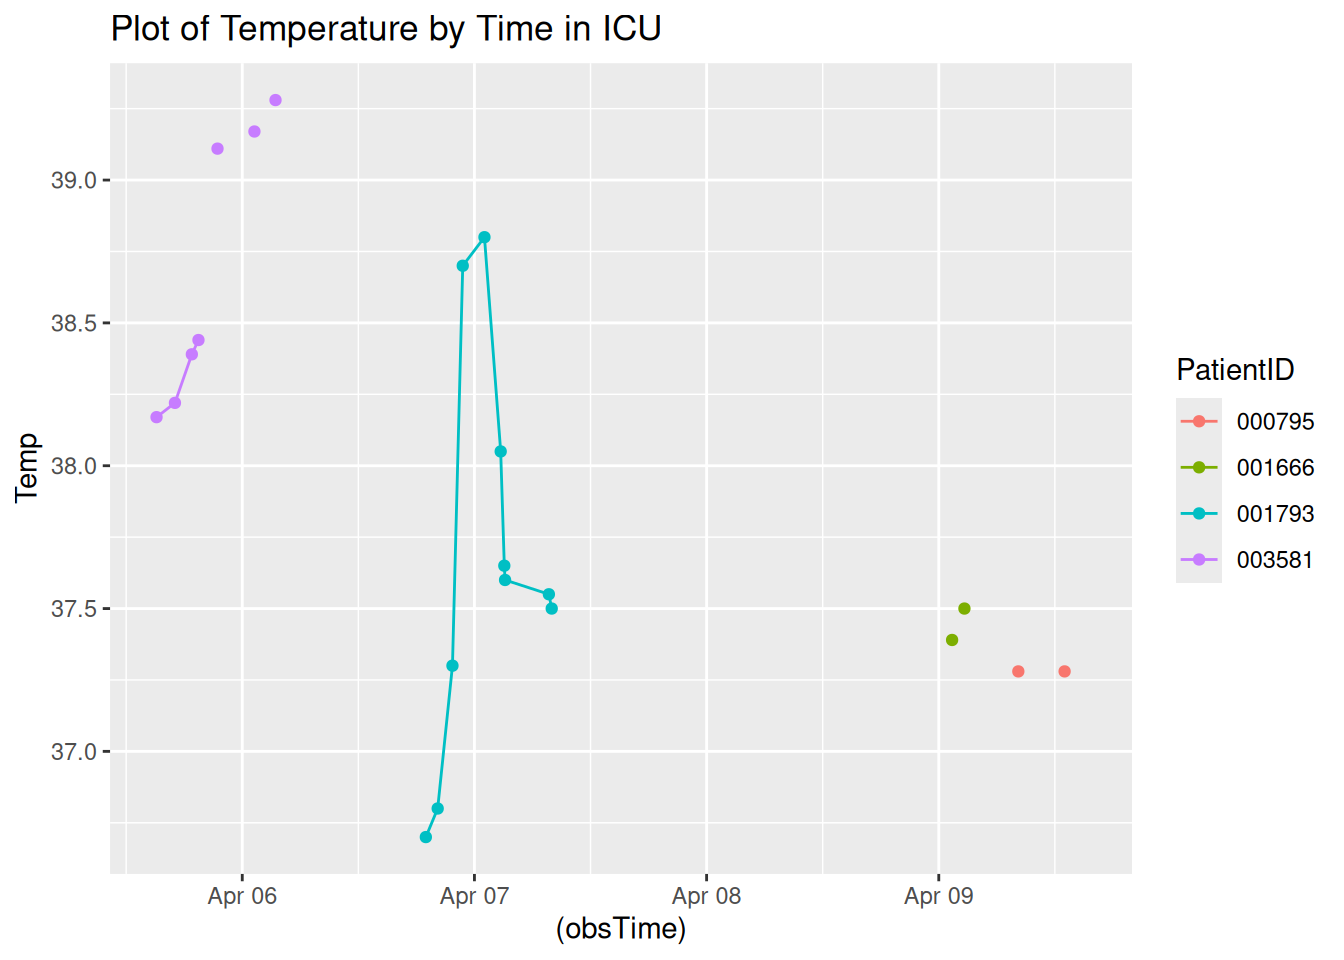 Plot of Temperature by Time in ICU
39.0
38.5
38.0
37.5
37.0
Temp
Apr 06
Apr 07
Apr 08
Apr 09
(obsTime)
PatientID
000795
001666
001793
003581